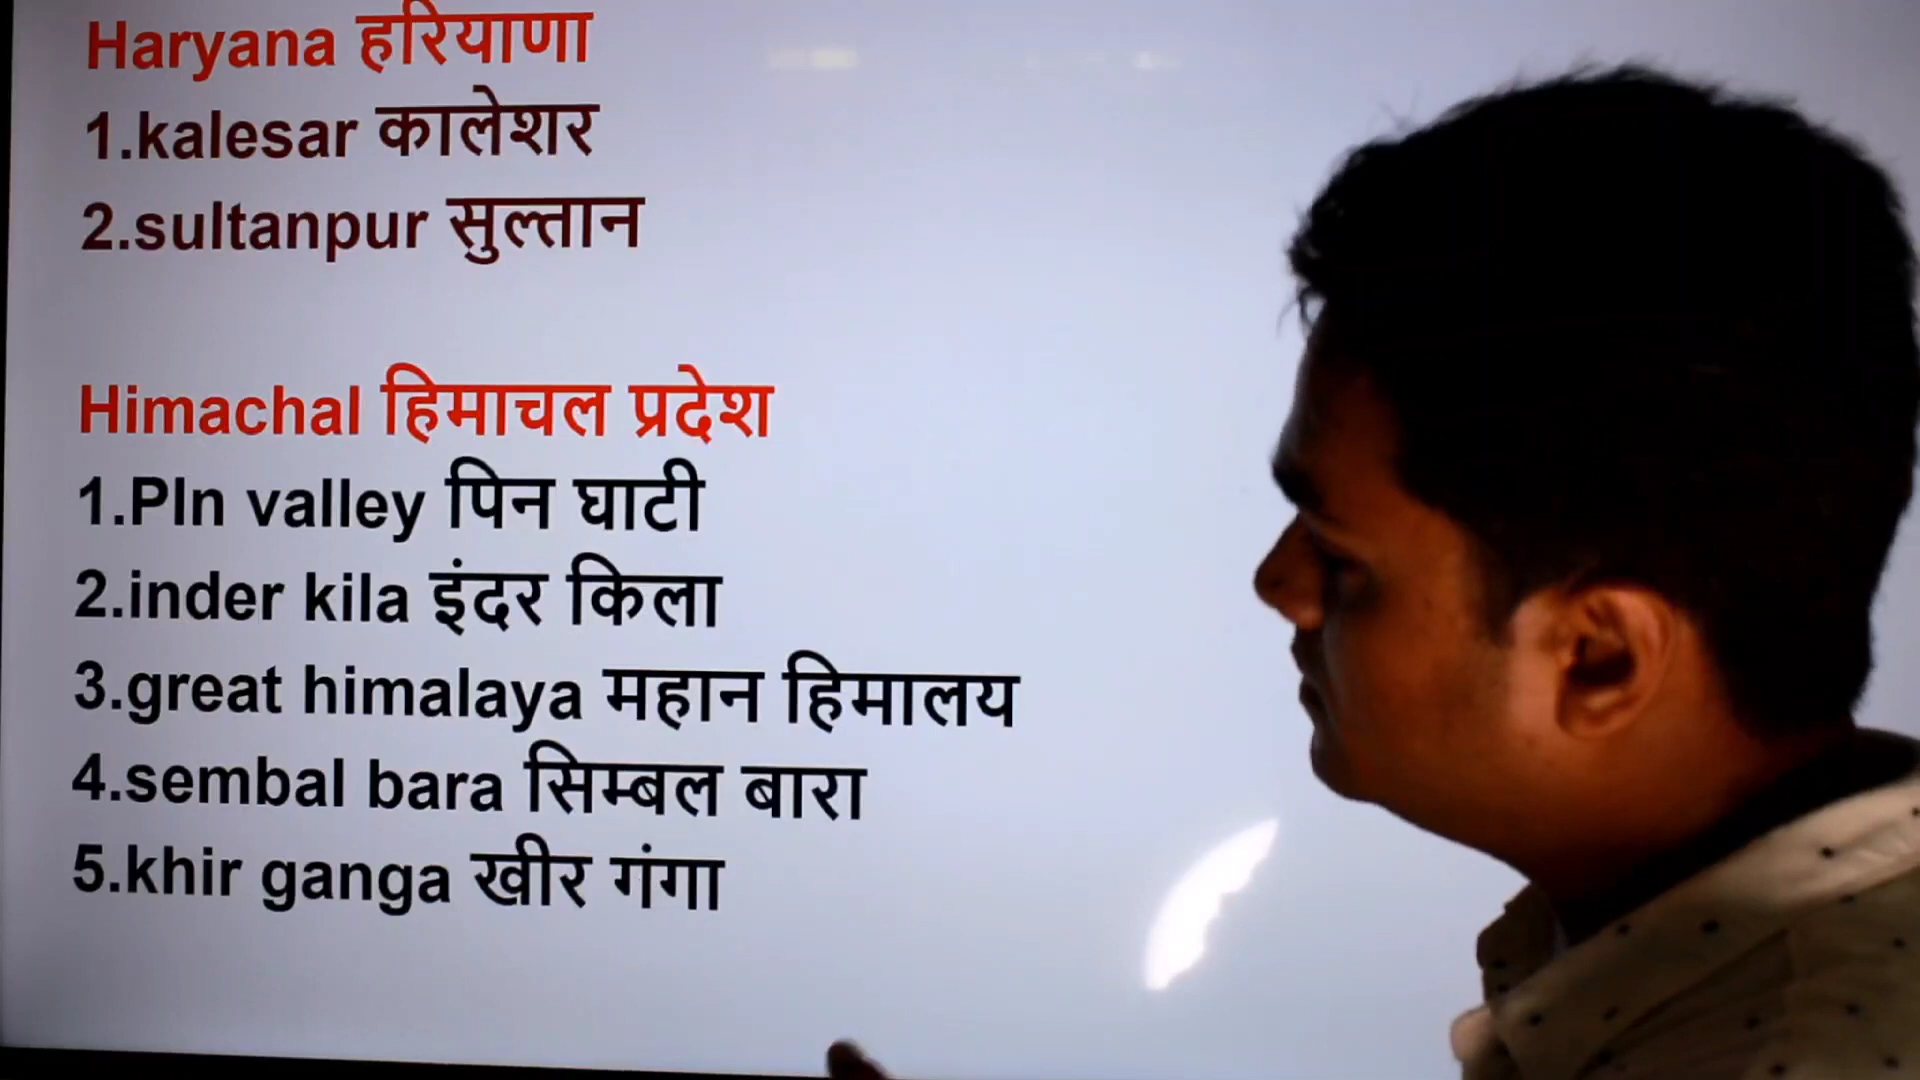 Haryana हरियाणा
1.kalesar कालेशर
2.sultanpur सुल्तान
Himachal हिमाचल प्रदेश
1.PIn valley पिन घाटी
2.inder kila इंदर किला
3.great himalaya महान हिमालय
4.sembal bara सिम्बल बारा
5.khir ganga खीर गंगा